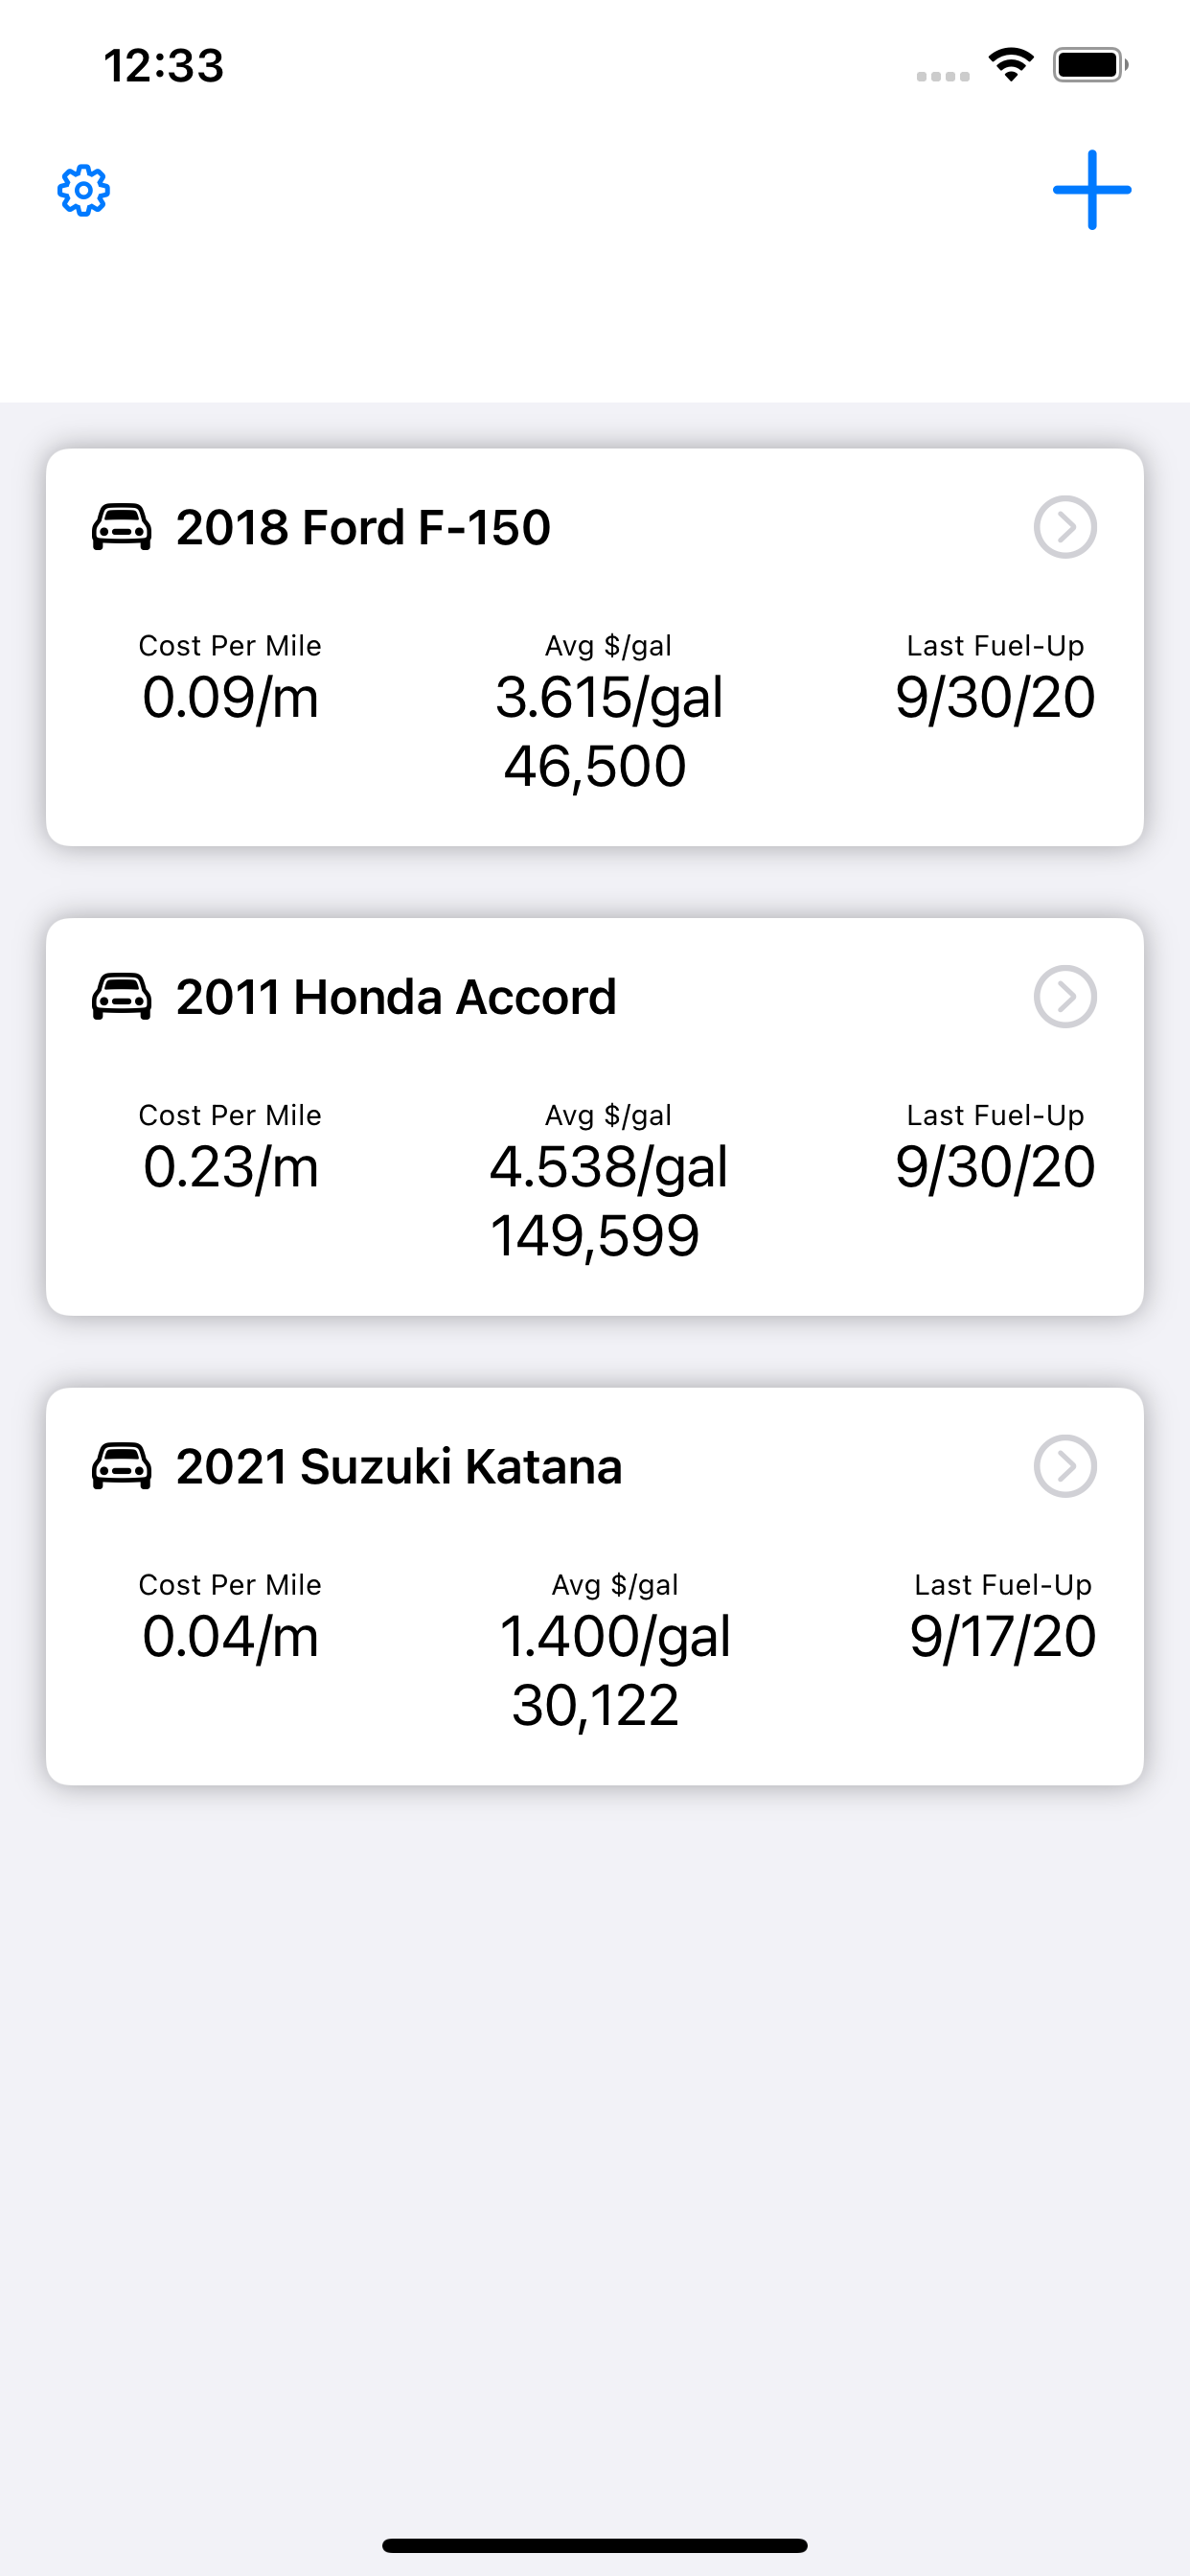 12:33
2018 Ford F-150
Cost Per Mile Avg $/gal Last Fuel-Up
0.09/m 3.615/gal 9/30/20
46,500
2011 Honda Accord
Cost Per Mile Avg $/gal Last Fuel-Up
0.23/m 4.538/gal 9/30/20
149,599
2021 Suzuki Katana
Cost Per Mile Avg $/gal Last Fuel-Up
0.04/m 1.400/gal 9/17/20
30,122